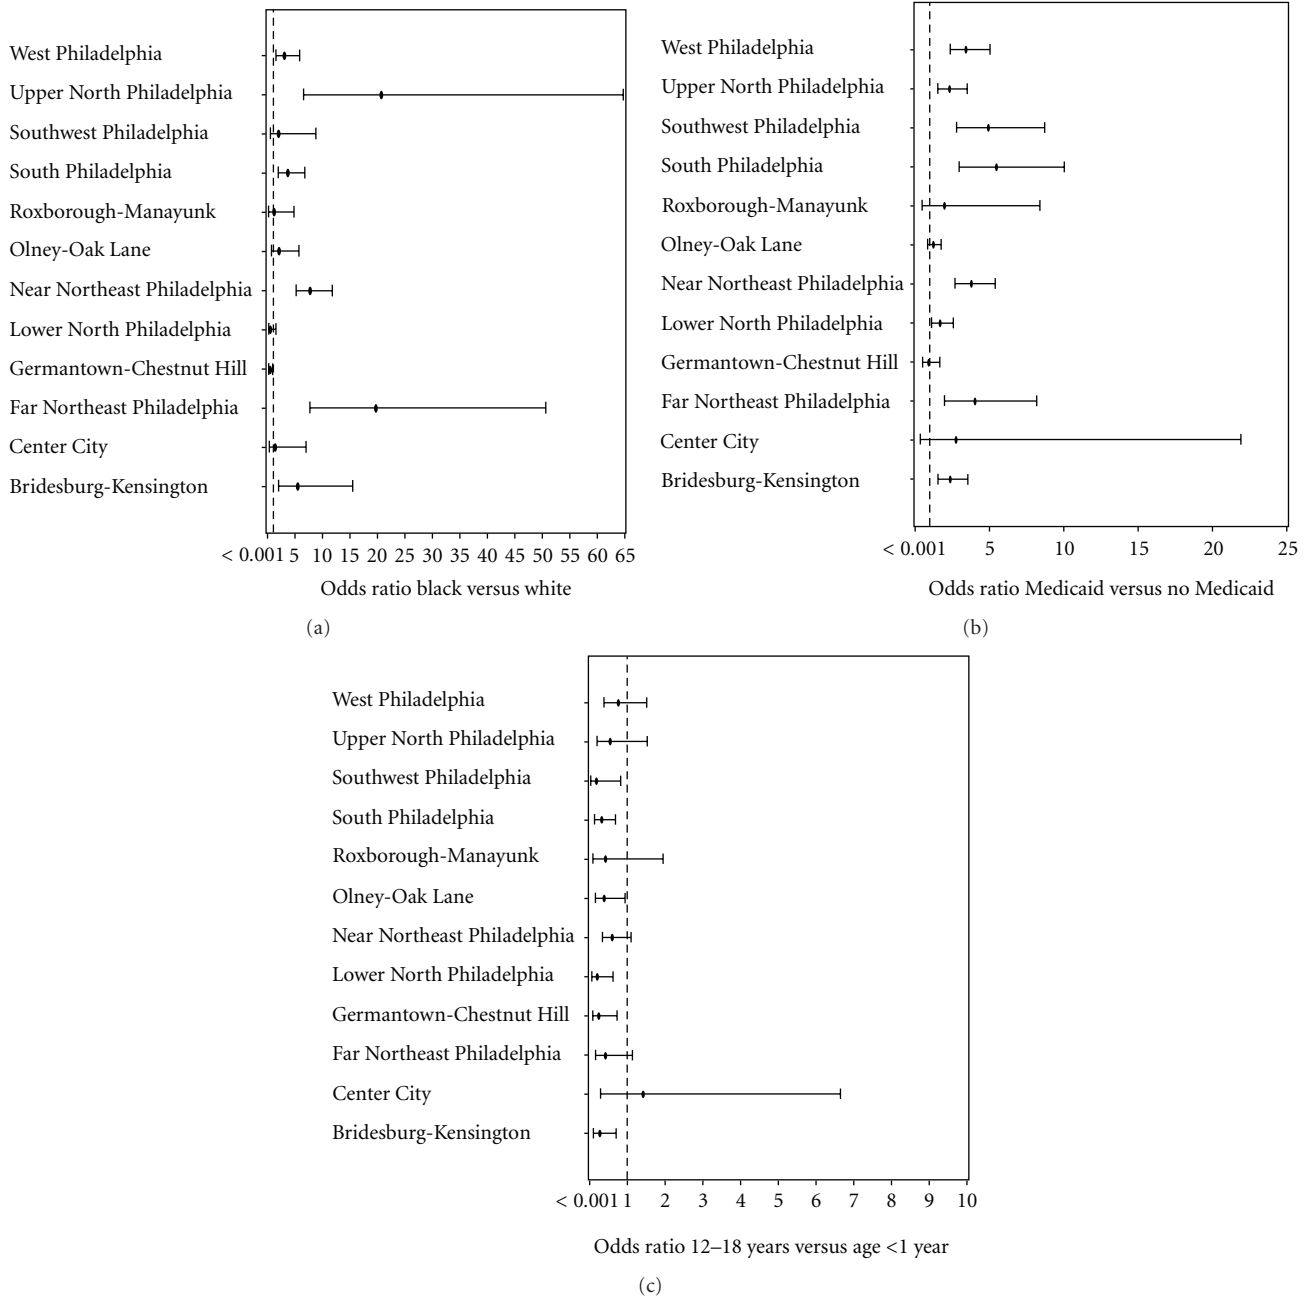 West Philadelphia
Upper North Philadelphia
Southwest Philadelphia
South Philadelphia
Roxborough-Manayunk
Olney-Oak Lane
Near Northeast Philadelphia
Lower North Philadelphia
Germantown-Chestnut Hill
Far Northeast Philadelphia
Center City
Bridesburg-Kensington
< 0.001 5 10 15 20 25 30 35 40 45 50 55 60 65
Odds ratio black versus white
(a)
West Philadelphia
Upper North Philadelphia
Southwest Philadelphia
South Philadelphia
Roxborough-Manayunk
Olney-Oak Lane
Near Northeast Philadelphia
Lower North Philadelphia
Germantown-Chestnut Hill
Far Northeast Philadelphia
Center City
Bridesburg-Kensington
< 0.001 5 10 15 20 25
Odds ratio Medicaid versus no Medicaid
(b)
West Philadelphia
Upper North Philadelphia
Southwest Philadelphia
South Philadelphia
Roxborough-Manayunk
Olney-Oak Lane
Near Northeast Philadelphia
Lower North Philadelphia
Germantown-Chestnut Hill
Far Northeast Philadelphia
Center City
Bridesburg-Kensington
< 0.001 1 2 3 4 5 6 7 8 9 10
Odds ratio 12–18 years versus age <1 year
(c)